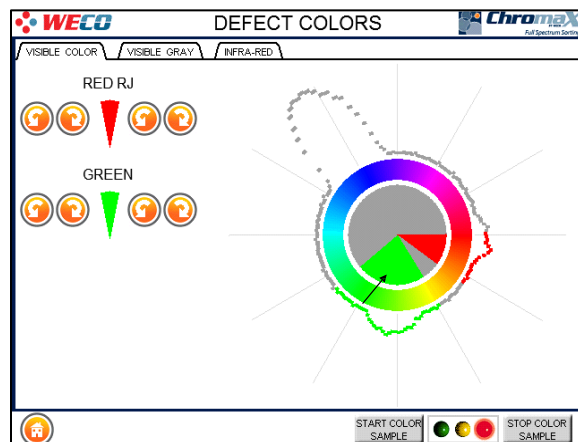 WECO
DEFECT COLORS
ChromaX
Full Spectrum Sorting
VISIBLE COLOR
VISIBLE GRAY
INFRA-RED
RED RJ
GREEN
START COLOR
SAMPLE
STOP COLOR
SAMPLE